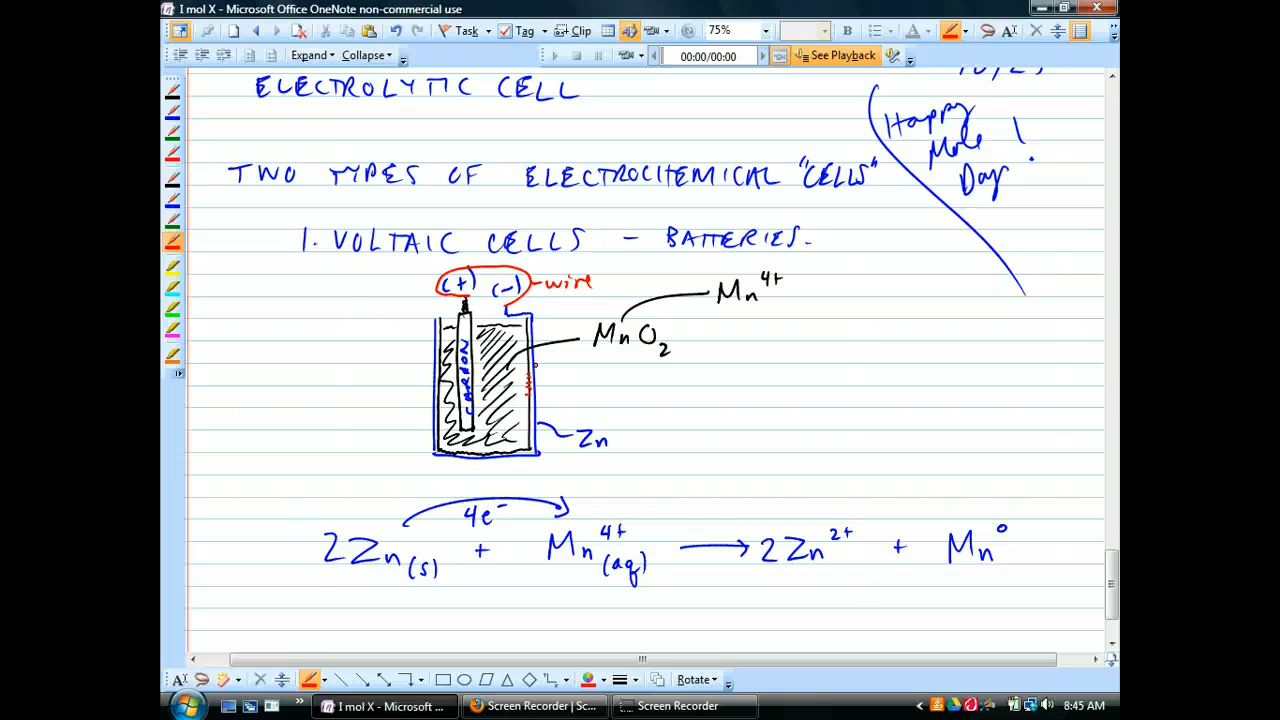 I mol X - Microsoft Office OneNote non-commercial use
Task Tag Clip 75% B A
Expand Collapse 00:00/00:00 See Playback
10/23
ELECTROLYTIC CELL
Happy
Mole !
Day
TWO TYPES OF ELECTROCHEMICAL "CELLS"
1. VOLTAIC CELLS - BATTERIES.
(+) (-) wire
Mn4+
MnO2
CARBON
Zn
4e-
2Zn(s) + Mn4+(aq) → 2Zn2+ + Mn0
Rotate
I mol X - Microsoft ... Screen Recorder | Sc... Screen Recorder 8:45 AM